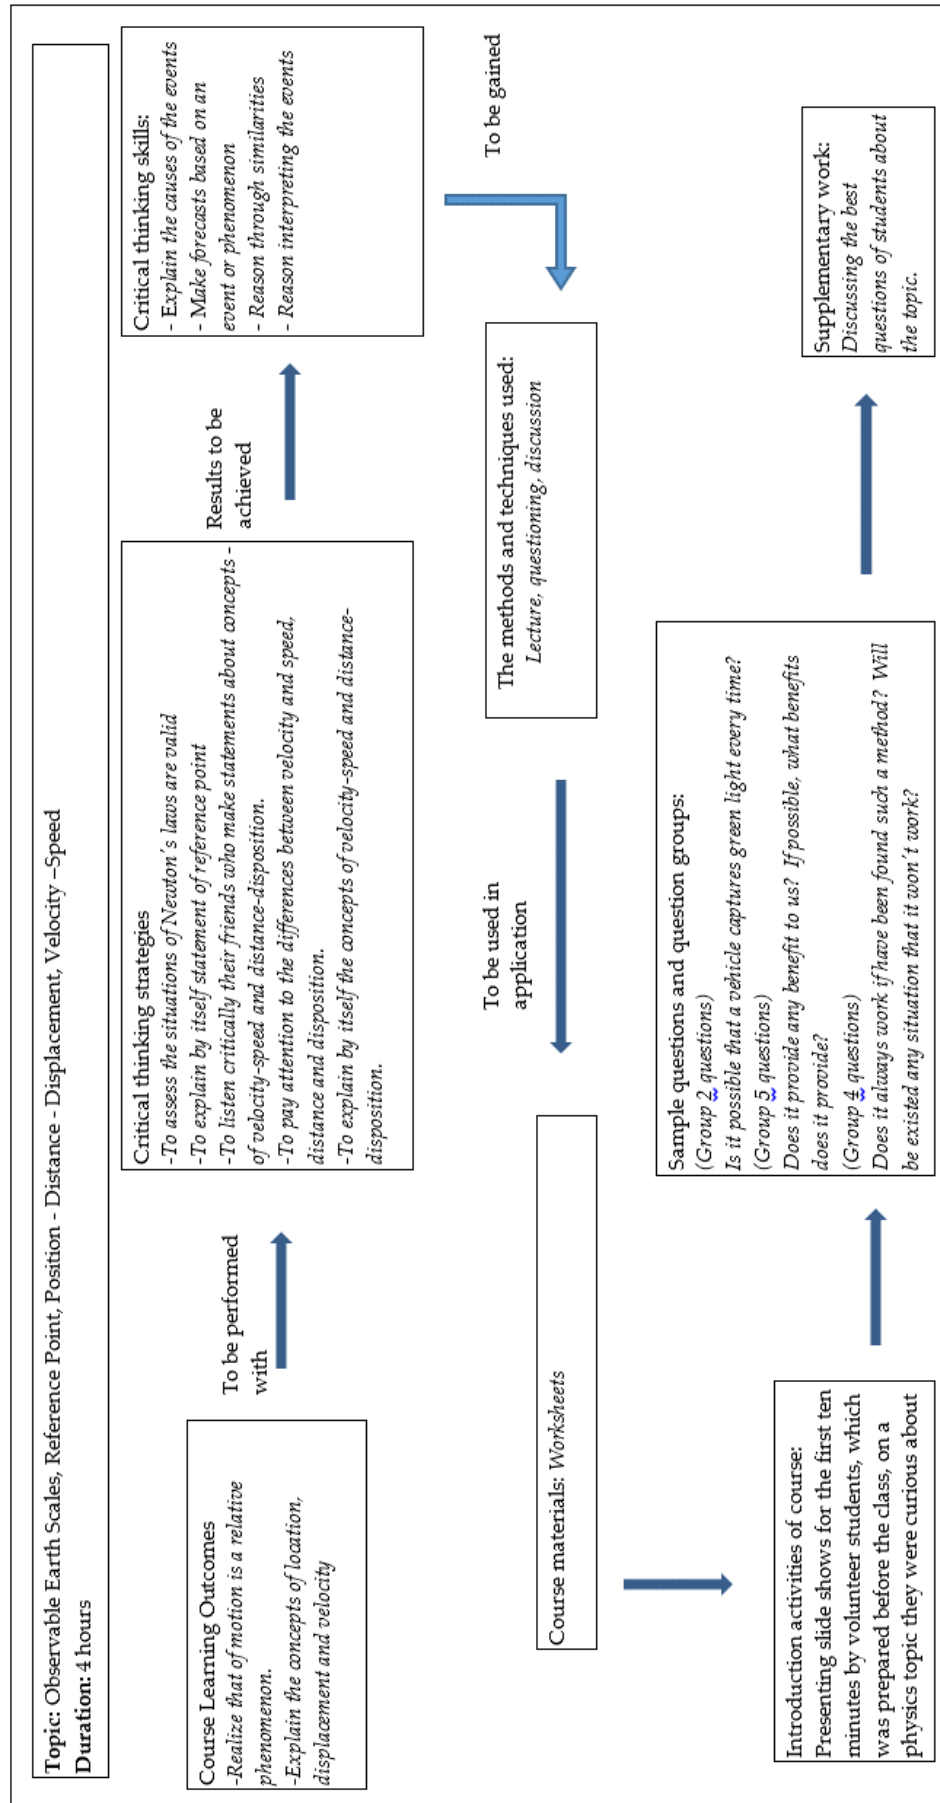 Topic: Observable Earth Scales, Reference Point, Position - Distance - Displacement, Velocity –Speed
Duration: 4 hours
Course Learning Outcomes
-Realize that of motion is a relative
phenomenon.
-Explain the concepts of location,
displacement and velocity
To be performed
with
Critical thinking strategies
-To assess the situations of Newton's laws are valid
-To explain by itself statement of reference point
-To listen critically their friends who make statements about concepts -
of velocity-speed and distance-disposition.
-To pay attention to the differences between velocity and speed,
distance and disposition.
-To explain by itself the concepts of velocity-speed and distance-
disposition.
Results to be
achieved
Critical thinking skills:
- Explain the causes of the events
- Make forecasts based on an
event or phenomenon
- Reason through similarities
- Reason interpreting the events
To be gained
The methods and techniques used:
Lecture, questioning, discussion
To be used in
application
Course materials: Worksheets
Introduction activities of course:
Presenting slide shows for the first ten
minutes by volunteer students, which
was prepared before the class, on a
physics topic they were curious about
Sample questions and question groups:
(Group 2 questions)
Is it possible that a vehicle captures green light every time?
(Group 5 questions)
Does it provide any benefit to us? If possible, what benefits
does it provide?
(Group 4 questions)
Does it always work if have been found such a method? Will
be existed any situation that it won't work?
Supplementary work:
Discussing the best
questions of students about
the topic.